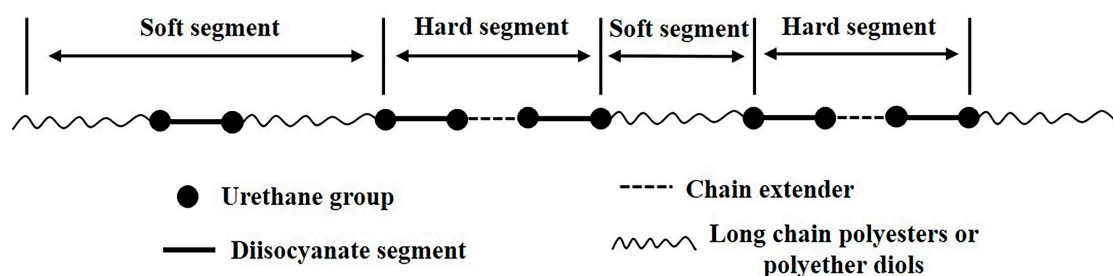 Soft segment
Hard segment
Soft segment
Hard segment
Urethane group
Chain extender
Diisocyanate segment
Long chain polyesters or
polyether diols